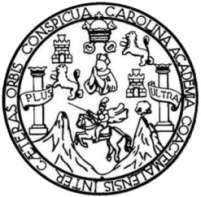 CAROLINA ACADEMIA COACTEMALENSIS INTER CÆTERAS ORBIS CONSPICUA
PLUS
ULTRA